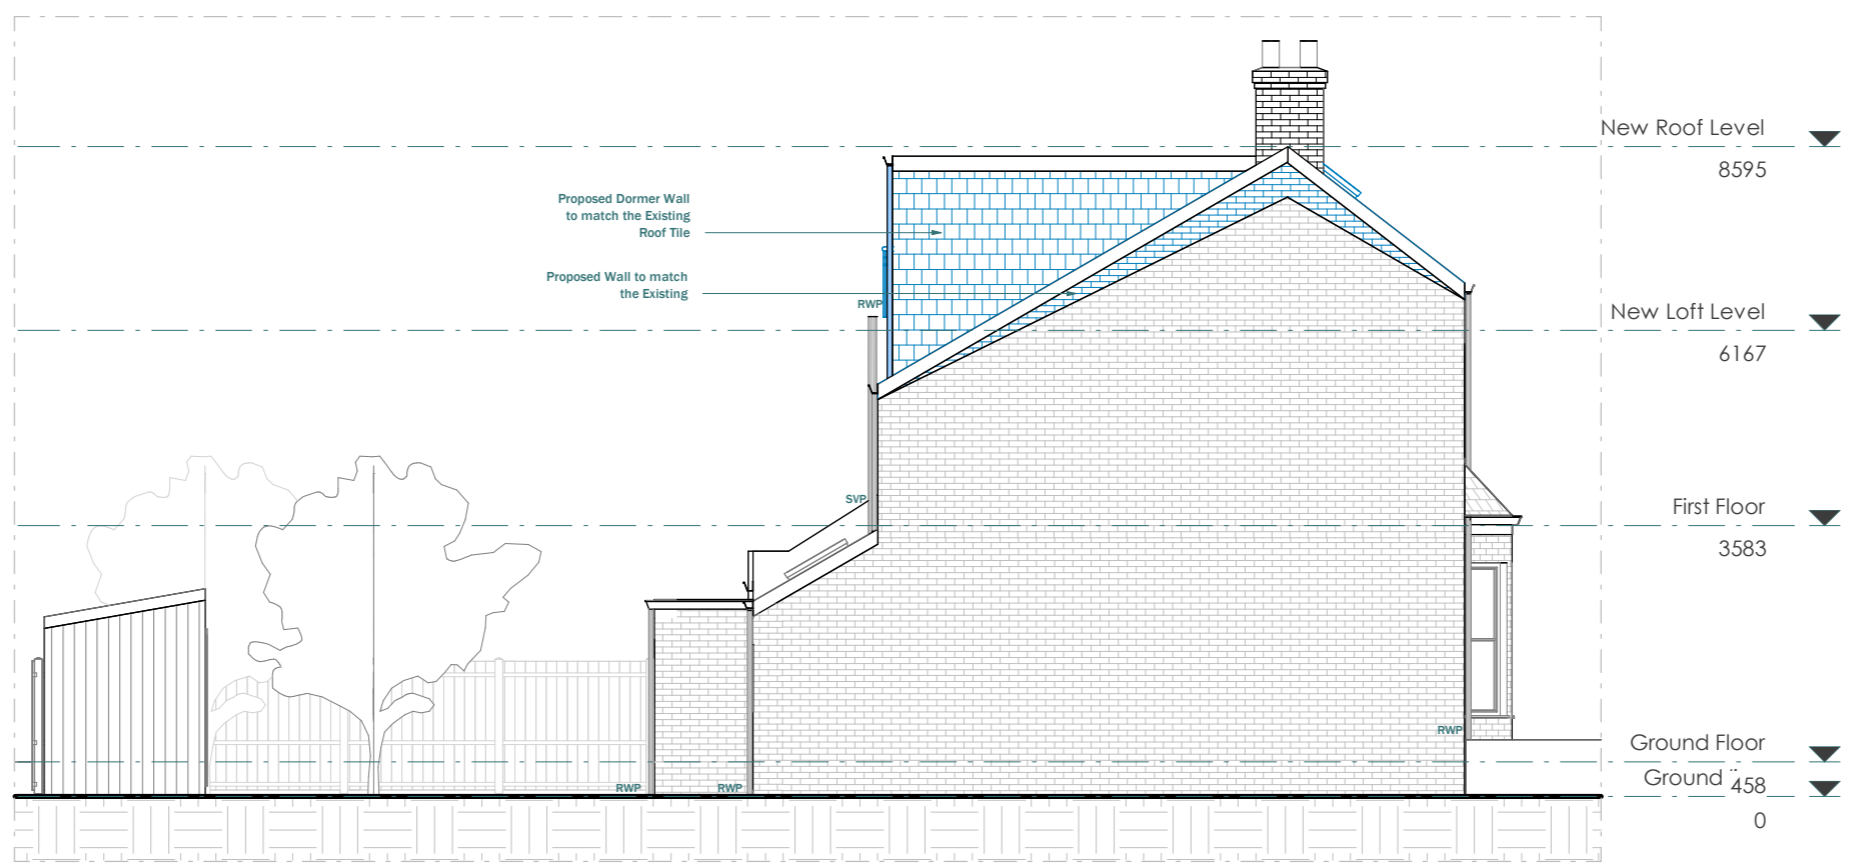 New Roof Level
8595
Proposed Dormer Wall
to match the Existing
Roof Tile
Proposed Wall to match
the Existing
RWP
New Loft Level
6167
SVP
First Floor
3583
RWP
Ground Floor
458
Ground
RWP
RWP
0